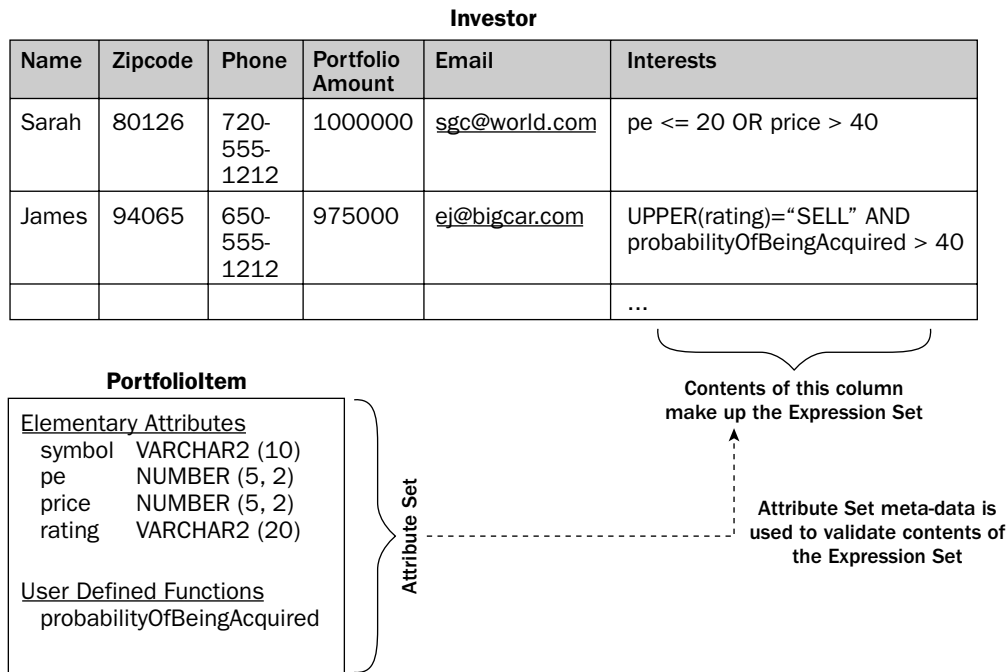 Investor
Name Zipcode Phone Portfolio Email Interests
Amount
Sarah 80126 720- 1000000 sgc@world.com pe <= 20 OR price > 40
555-
1212
James 94065 650- 975000 ej@bigcar.com UPPER(rating)=“SELL” AND
555- probabilityOfBeingAcquired > 40
1212
...
Contents of this column
make up the Expression Set
PortfolioItem
Elementary Attributes
symbol VARCHAR2 (10)
pe NUMBER (5, 2)
price NUMBER (5, 2)
rating VARCHAR2 (20)
User Defined Functions
probabilityOfBeingAcquired
Attribute Set
Attribute Set meta-data is
used to validate contents of
the Expression Set